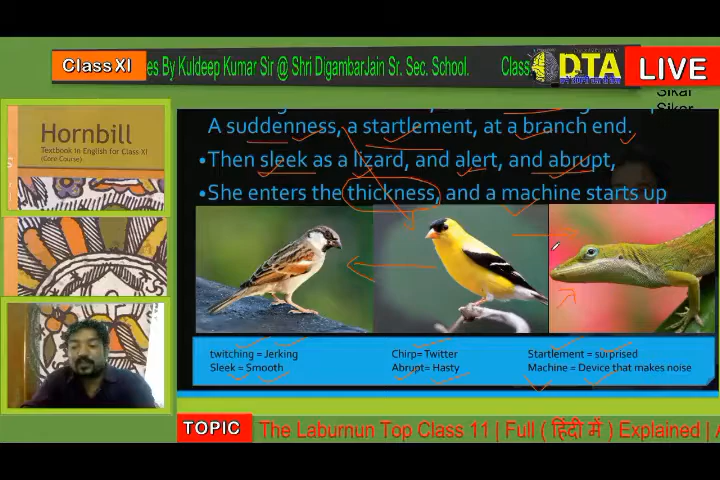 Class XI
es By Kuldeep Kumar Sir @ Shri DigambarJain Sr. Sec. School.
Class
DTA
LIVE
Sikar
Sikar
Hornbill
Textbook in English for Class XI
(Core Course)
A suddenness, a startlement, at a branch end.
•Then sleek as a lizard, and alert, and abrupt,
•She enters the thickness, and a machine starts up
twitching = Jerking
Chirp= Twitter
Startlement = surprised
Sleek = Smooth
Abrupt= Hasty
Machine = Device that makes noise
TOPIC
The Laburnun Top Class 11 | Full ( हिंदी में ) Explained |